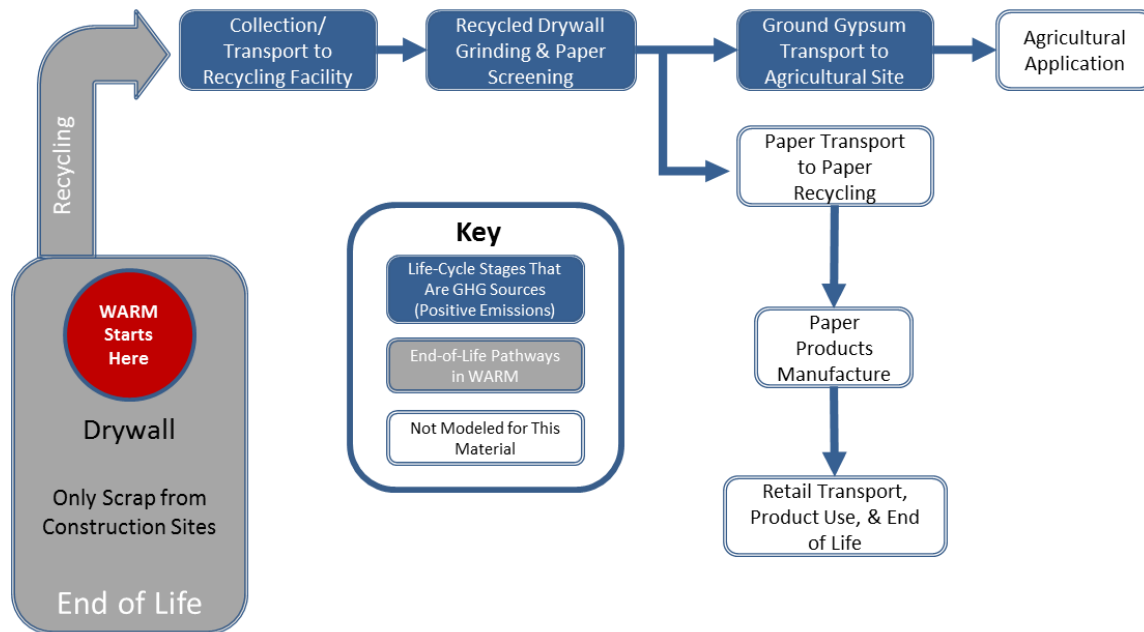 Collection/
Transport to
Recycling Facility
Recycled Drywall
Grinding & Paper
Screening
Ground Gypsum
Transport to
Agricultural Site
Agricultural
Application
Recycling
Paper Transport
to Paper
Recycling
Key
Life-Cycle Stages That
Are GHG Sources
(Positive Emissions)
End-of-Life Pathways
in WARM
Not Modeled for This
Material
WARM
Starts
Here
Drywall
Only Scrap from
Construction Sites
End of Life
Paper
Products
Manufacture
Retail Transport,
Product Use, & End
of Life